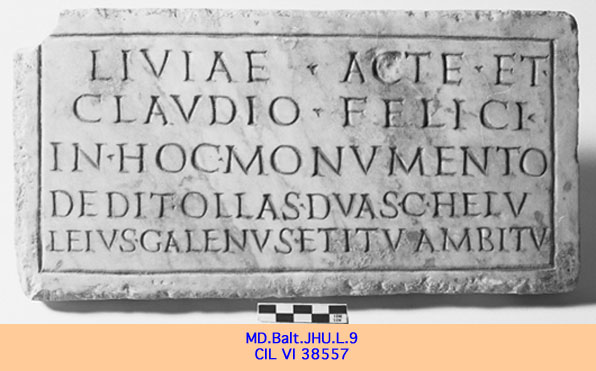 LIVIAE · ACTE · ET ·
CLAVDIO · FELICI ·
IN · HOC · MONVMENTO
DEDIT · OLLAS · DVAS · C · HELV
LEIVS · GALENVS · ET ITV AMBITV
MD.Balt.JHU.L.9
CIL VI 38557